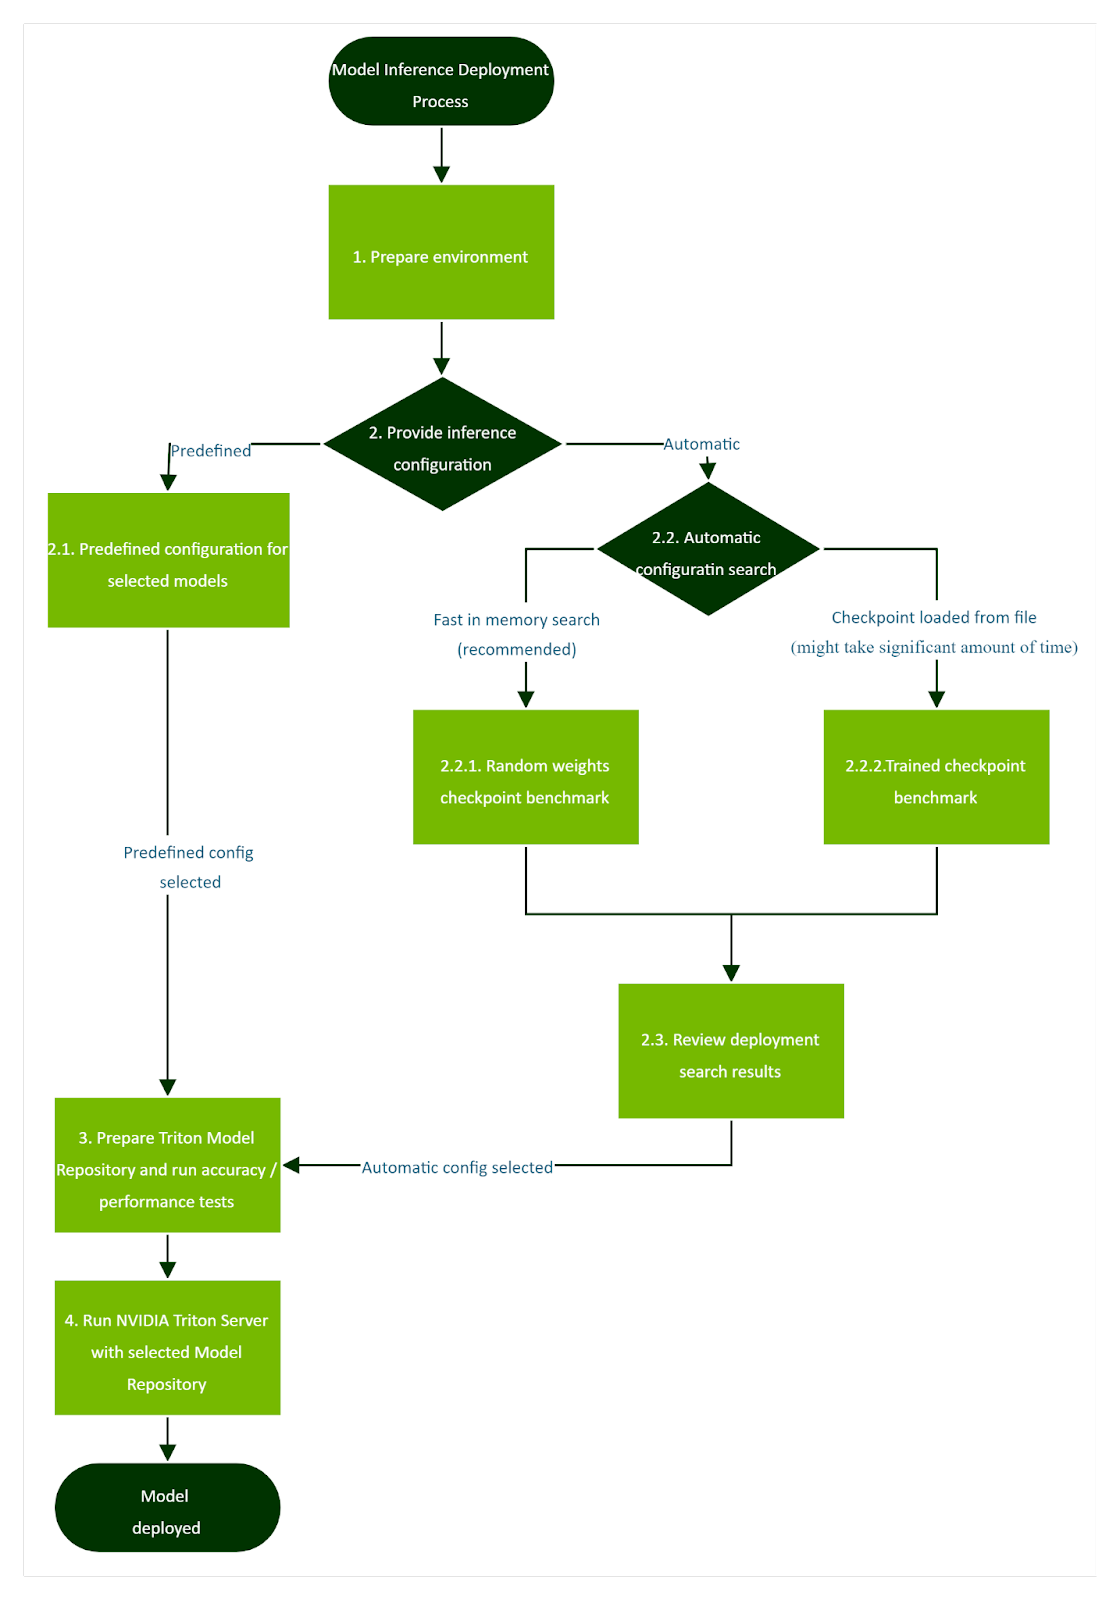 Model Inference Deployment
Process
1. Prepare environment
2. Provide inference
configuration
Predefined
Automatic
2.1. Predefined configuration for
selected models
2.2. Automatic
configuratin search
Fast in memory search
(recommended)
Checkpoint loaded from file
(might take significant amount of time)
2.2.1. Random weights
checkpoint benchmark
2.2.2.Trained checkpoint
benchmark
Predefined config
selected
2.3. Review deployment
search results
3. Prepare Triton Model
Repository and run accuracy /
performance tests
Automatic config selected
4. Run NVIDIA Triton Server
with selected Model
Repository
Model
deployed